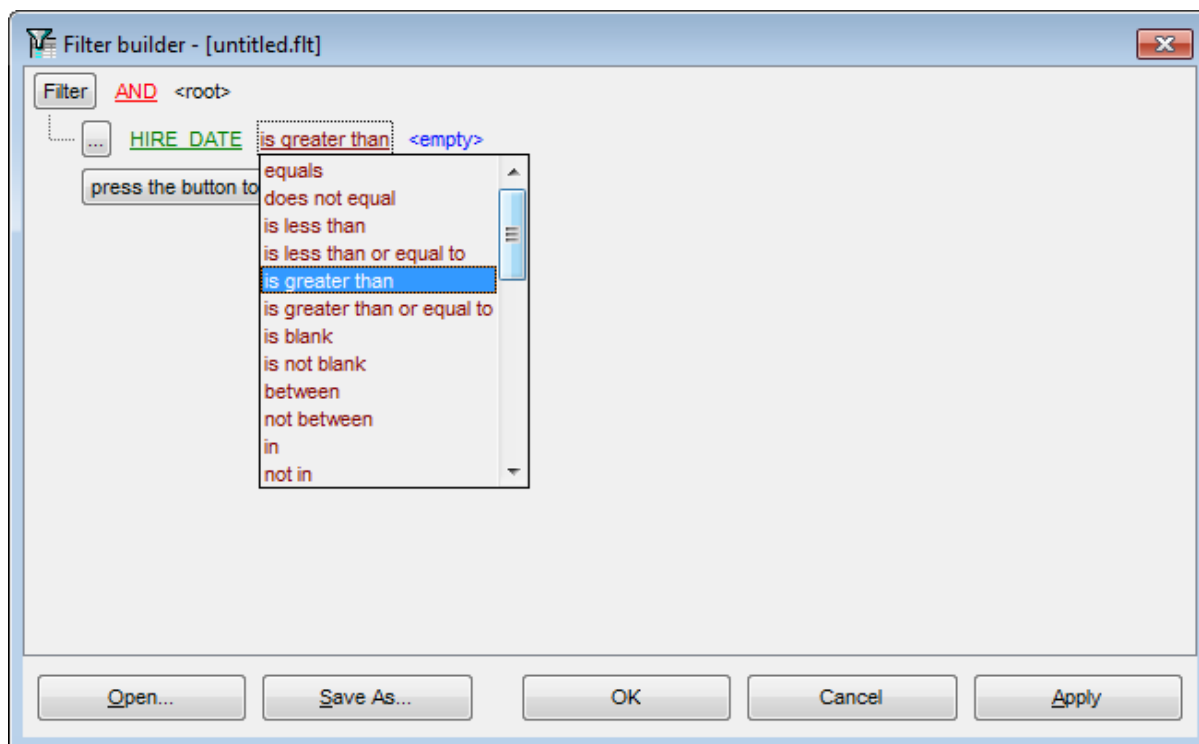 Filter builder - [untitled.flt]
Filter AND <root>
... HIRE_DATE is greater than <empty>
press the button to
equals
does not equal
is less than
is less than or equal to
is greater than
is greater than or equal to
is blank
is not blank
between
not between
in
not in
Open... Save As... OK Cancel Apply